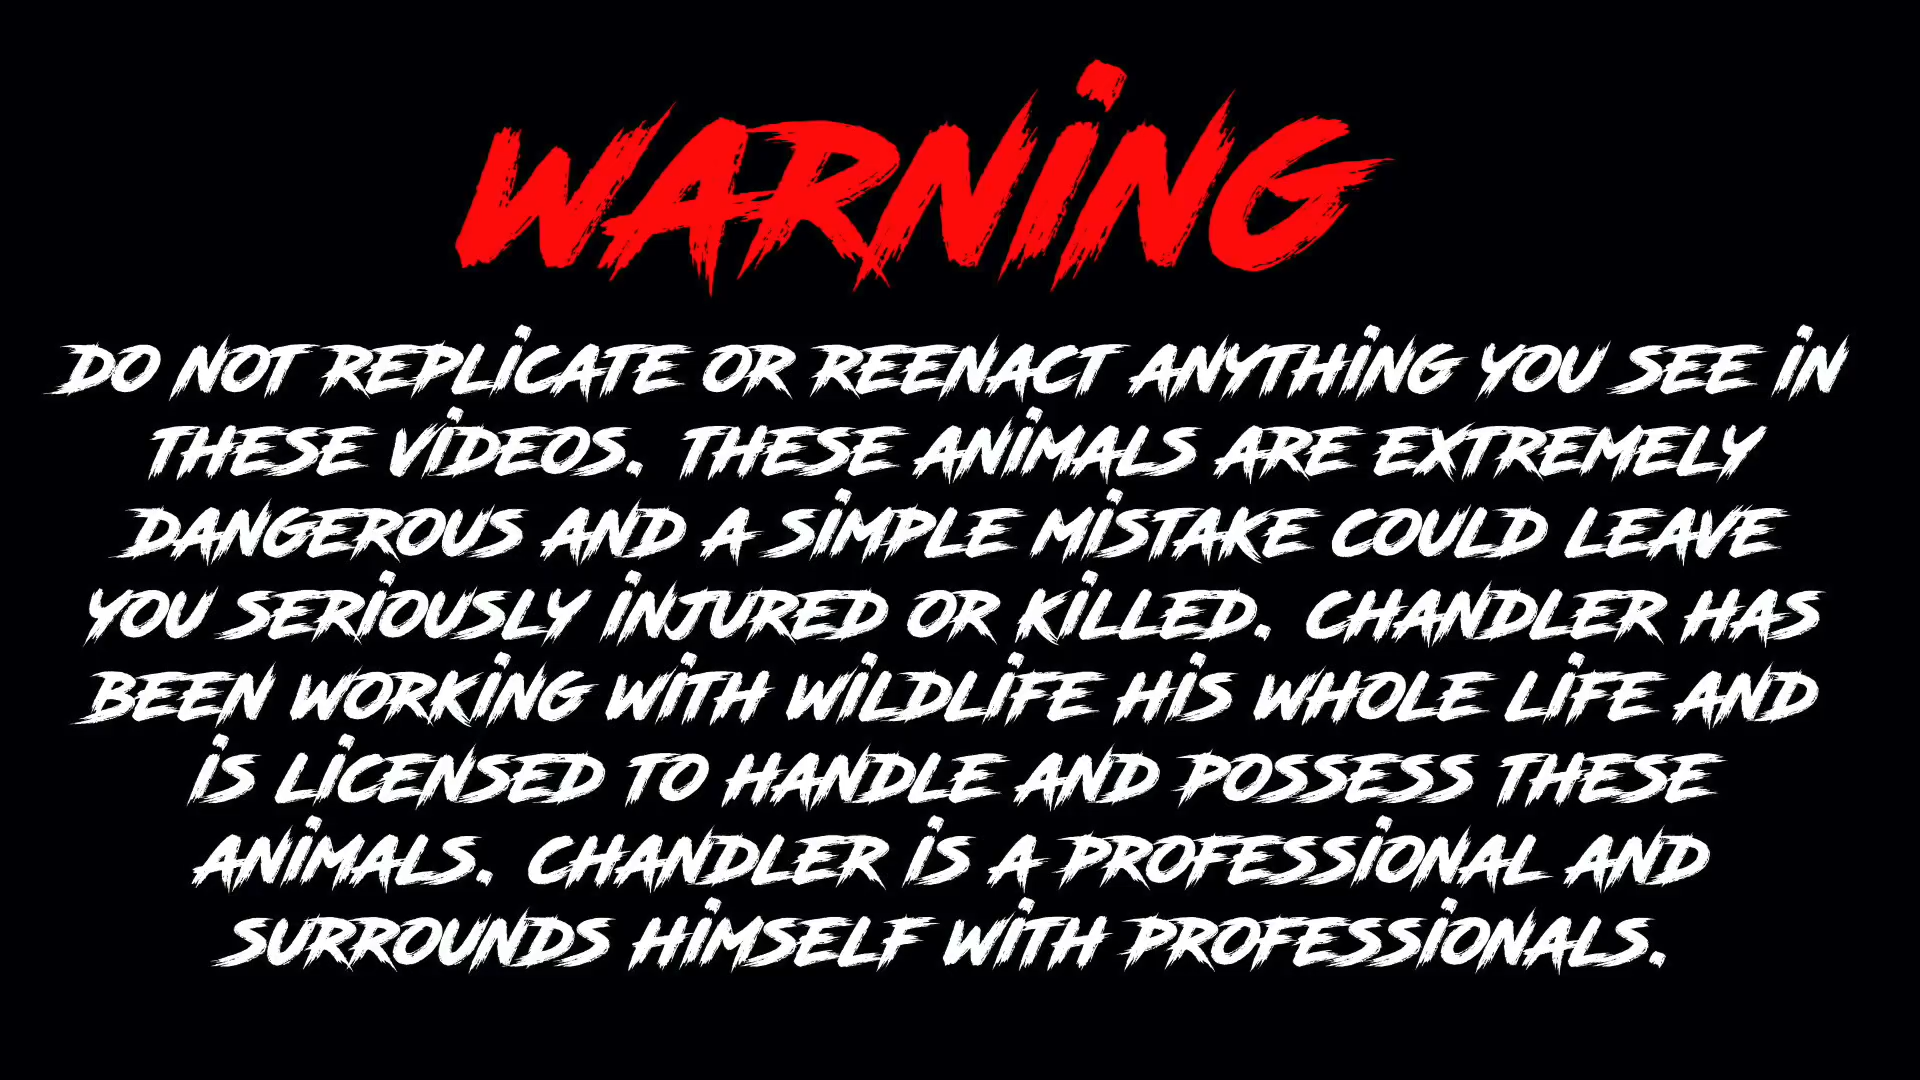 WARNING
DO NOT REPLICATE OR REENACT ANYTHING YOU SEE IN
THESE VIDEOS. THESE ANIMALS ARE EXTREMELY
DANGEROUS AND A SIMPLE MISTAKE COULD LEAVE
YOU SERIOUSLY INJURED OR KILLED. CHANDLER HAS
BEEN WORKING WITH WILDLIFE HIS WHOLE LIFE AND
IS LICENSED TO HANDLE AND POSSESS THESE
ANIMALS. CHANDLER IS A PROFESSIONAL AND
SURROUNDS HIMSELF WITH PROFESSIONALS.